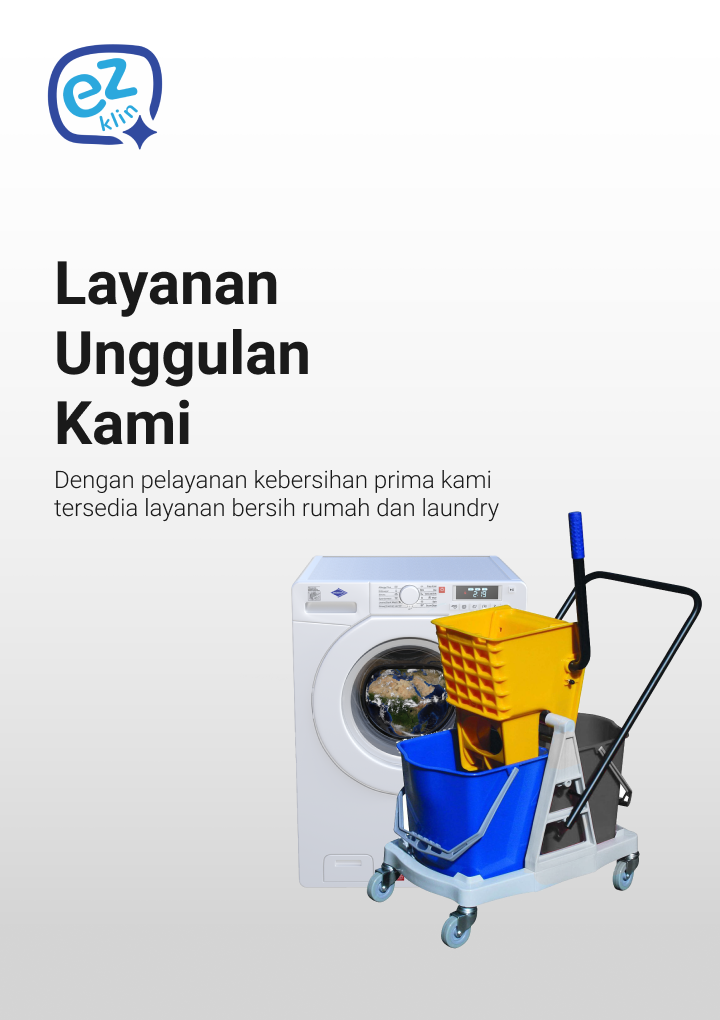 ez
klin
Layanan
Unggulan
Kami
Dengan pelayanan kebersihan prima kami
tersedia layanan bersih rumah dan laundry